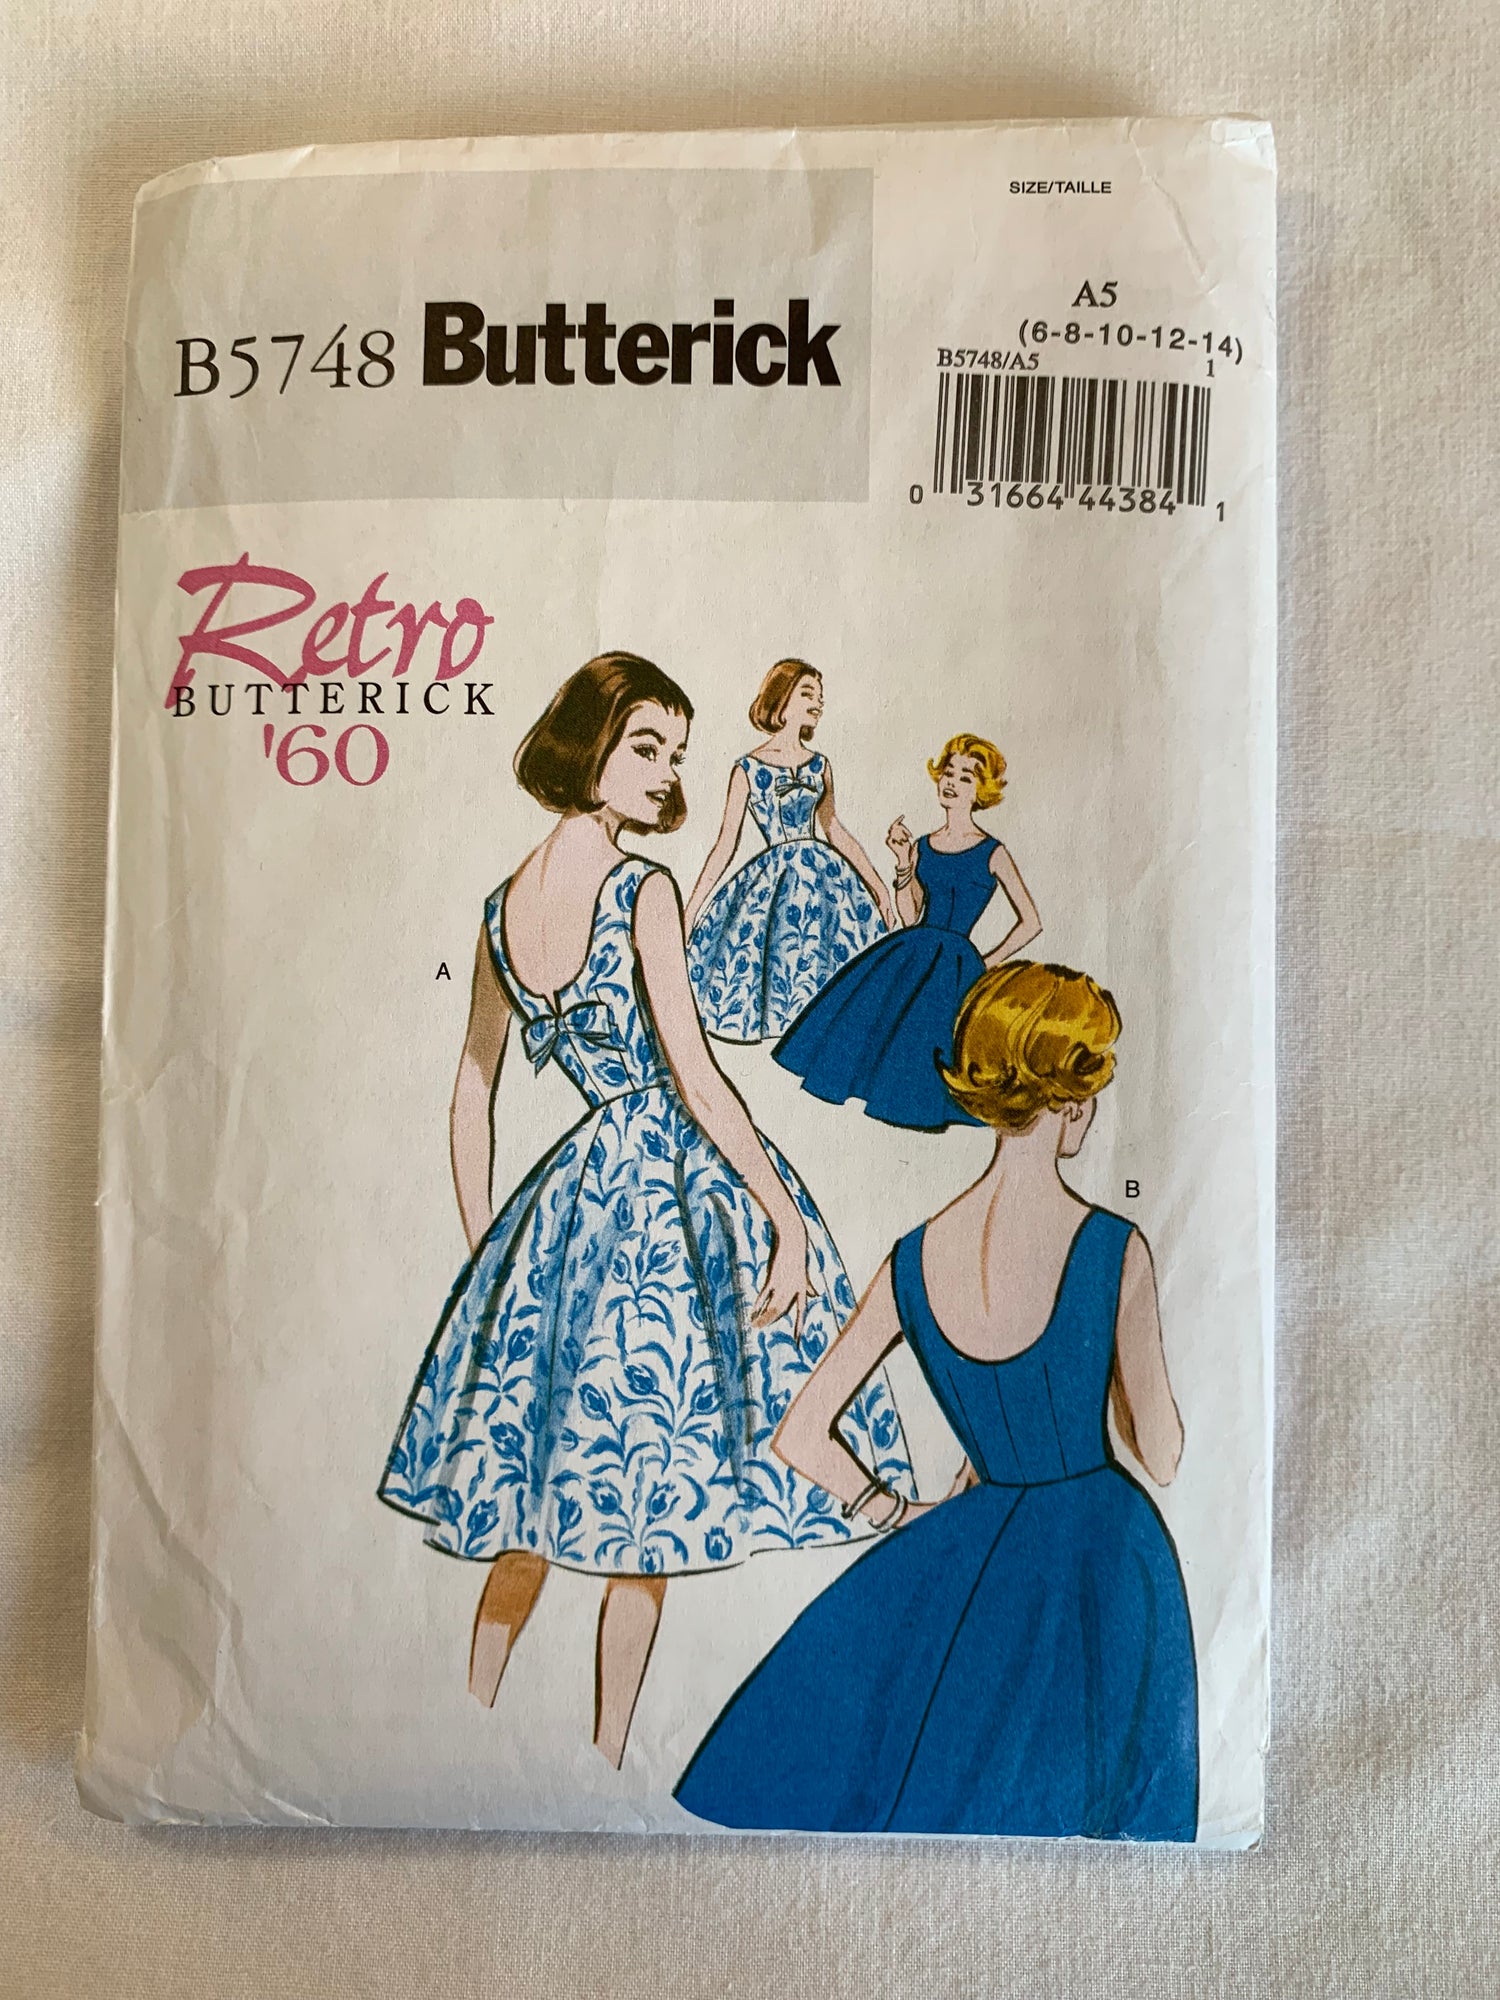 SIZE/TAILLE
B5748 Butterick
A5
(6-8-10-12-14)
B5748/A5 1
0 31664 44384 1
Retro
BUTTERICK
'60
A
B